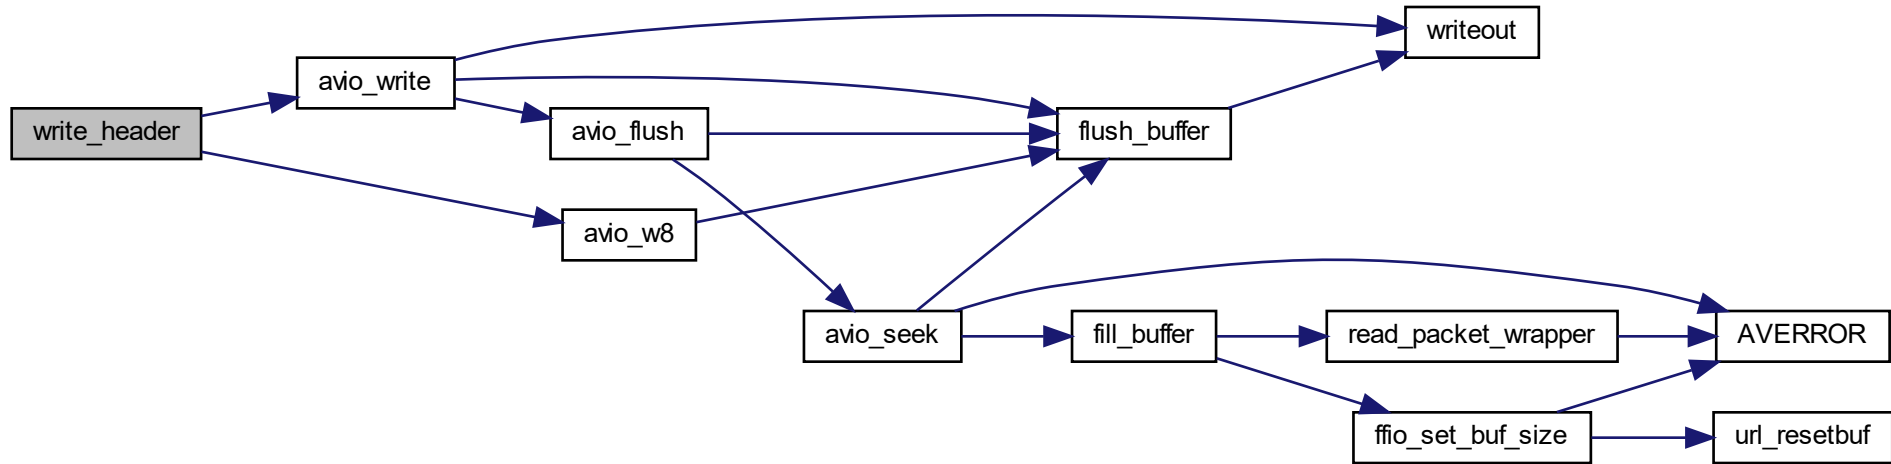 writeout
avio_write
write_header
avio_flush
flush_buffer
avio_w8
avio_seek
fill_buffer
read_packet_wrapper
AVERROR
ffio_set_buf_size
url_resetbuf